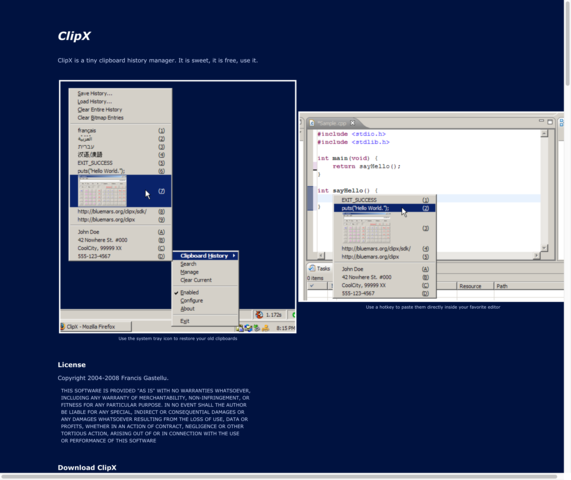 ClipX
ClipX is a tiny clipboard history manager. It is sweet, it is free, use it.
Save History...
Load History...
Clear Entire History
Clear Bitmap Entries
français (1)
العربية (2)
עברית (3)
汉语/漢語 (4)
EXIT_SUCCESS (5)
puts("Hello World."); (6)
(7)
http://bluemars.org/clipx/sdk/ (8)
http://bluemars.org/clipx (9)
John Doe (A)
42 Nowhere St. #000 (B)
CoolCity, 99999 XX (C)
555-123-4567 (D)
Clipboard History
Search
Manage
Clear Current
Enabled
Configure
About
Exit
1.172s
ClipX - Mozilla Firefox
8:15 PM
Use the system tray icon to restore your old clipboards
*Sample.cpp
#include <stdio.h>
#include <stdlib.h>
int main(void) {
return sayHello();
}
int sayHello() {
}
EXIT_SUCCESS (1)
puts("Hello World."); (2)
(3)
http://bluemars.org/clipx/sdk/ (4)
http://bluemars.org/clipx (5)
John Doe (A)
42 Nowhere St. #000 (B)
CoolCity, 99999 XX (C)
555-123-4567 (D)
Tasks
0 items
Resource
Path
Use a hotkey to paste them directly inside your favorite editor
License
Copyright 2004-2008 Francis Gastellu.
THIS SOFTWARE IS PROVIDED "AS IS" WITH NO WARRANTIES WHATSOEVER,
INCLUDING ANY WARRANTY OF MERCHANTABILITY, NON-INFRINGEMENT, OR
FITNESS FOR ANY PARTICULAR PURPOSE. IN NO EVENT SHALL THE AUTHOR
BE LIABLE FOR ANY SPECIAL, INDIRECT OR CONSEQUENTIAL DAMAGES OR
ANY DAMAGES WHATSOEVER RESULTING FROM THE LOSS OF USE, DATA OR
PROFITS, WHETHER IN AN ACTION OF CONTRACT, NEGLIGENCE OR OTHER
TORTIOUS ACTION, ARISING OUT OF OR IN CONNECTION WITH THE USE
OR PERFORMANCE OF THIS SOFTWARE
Download ClipX